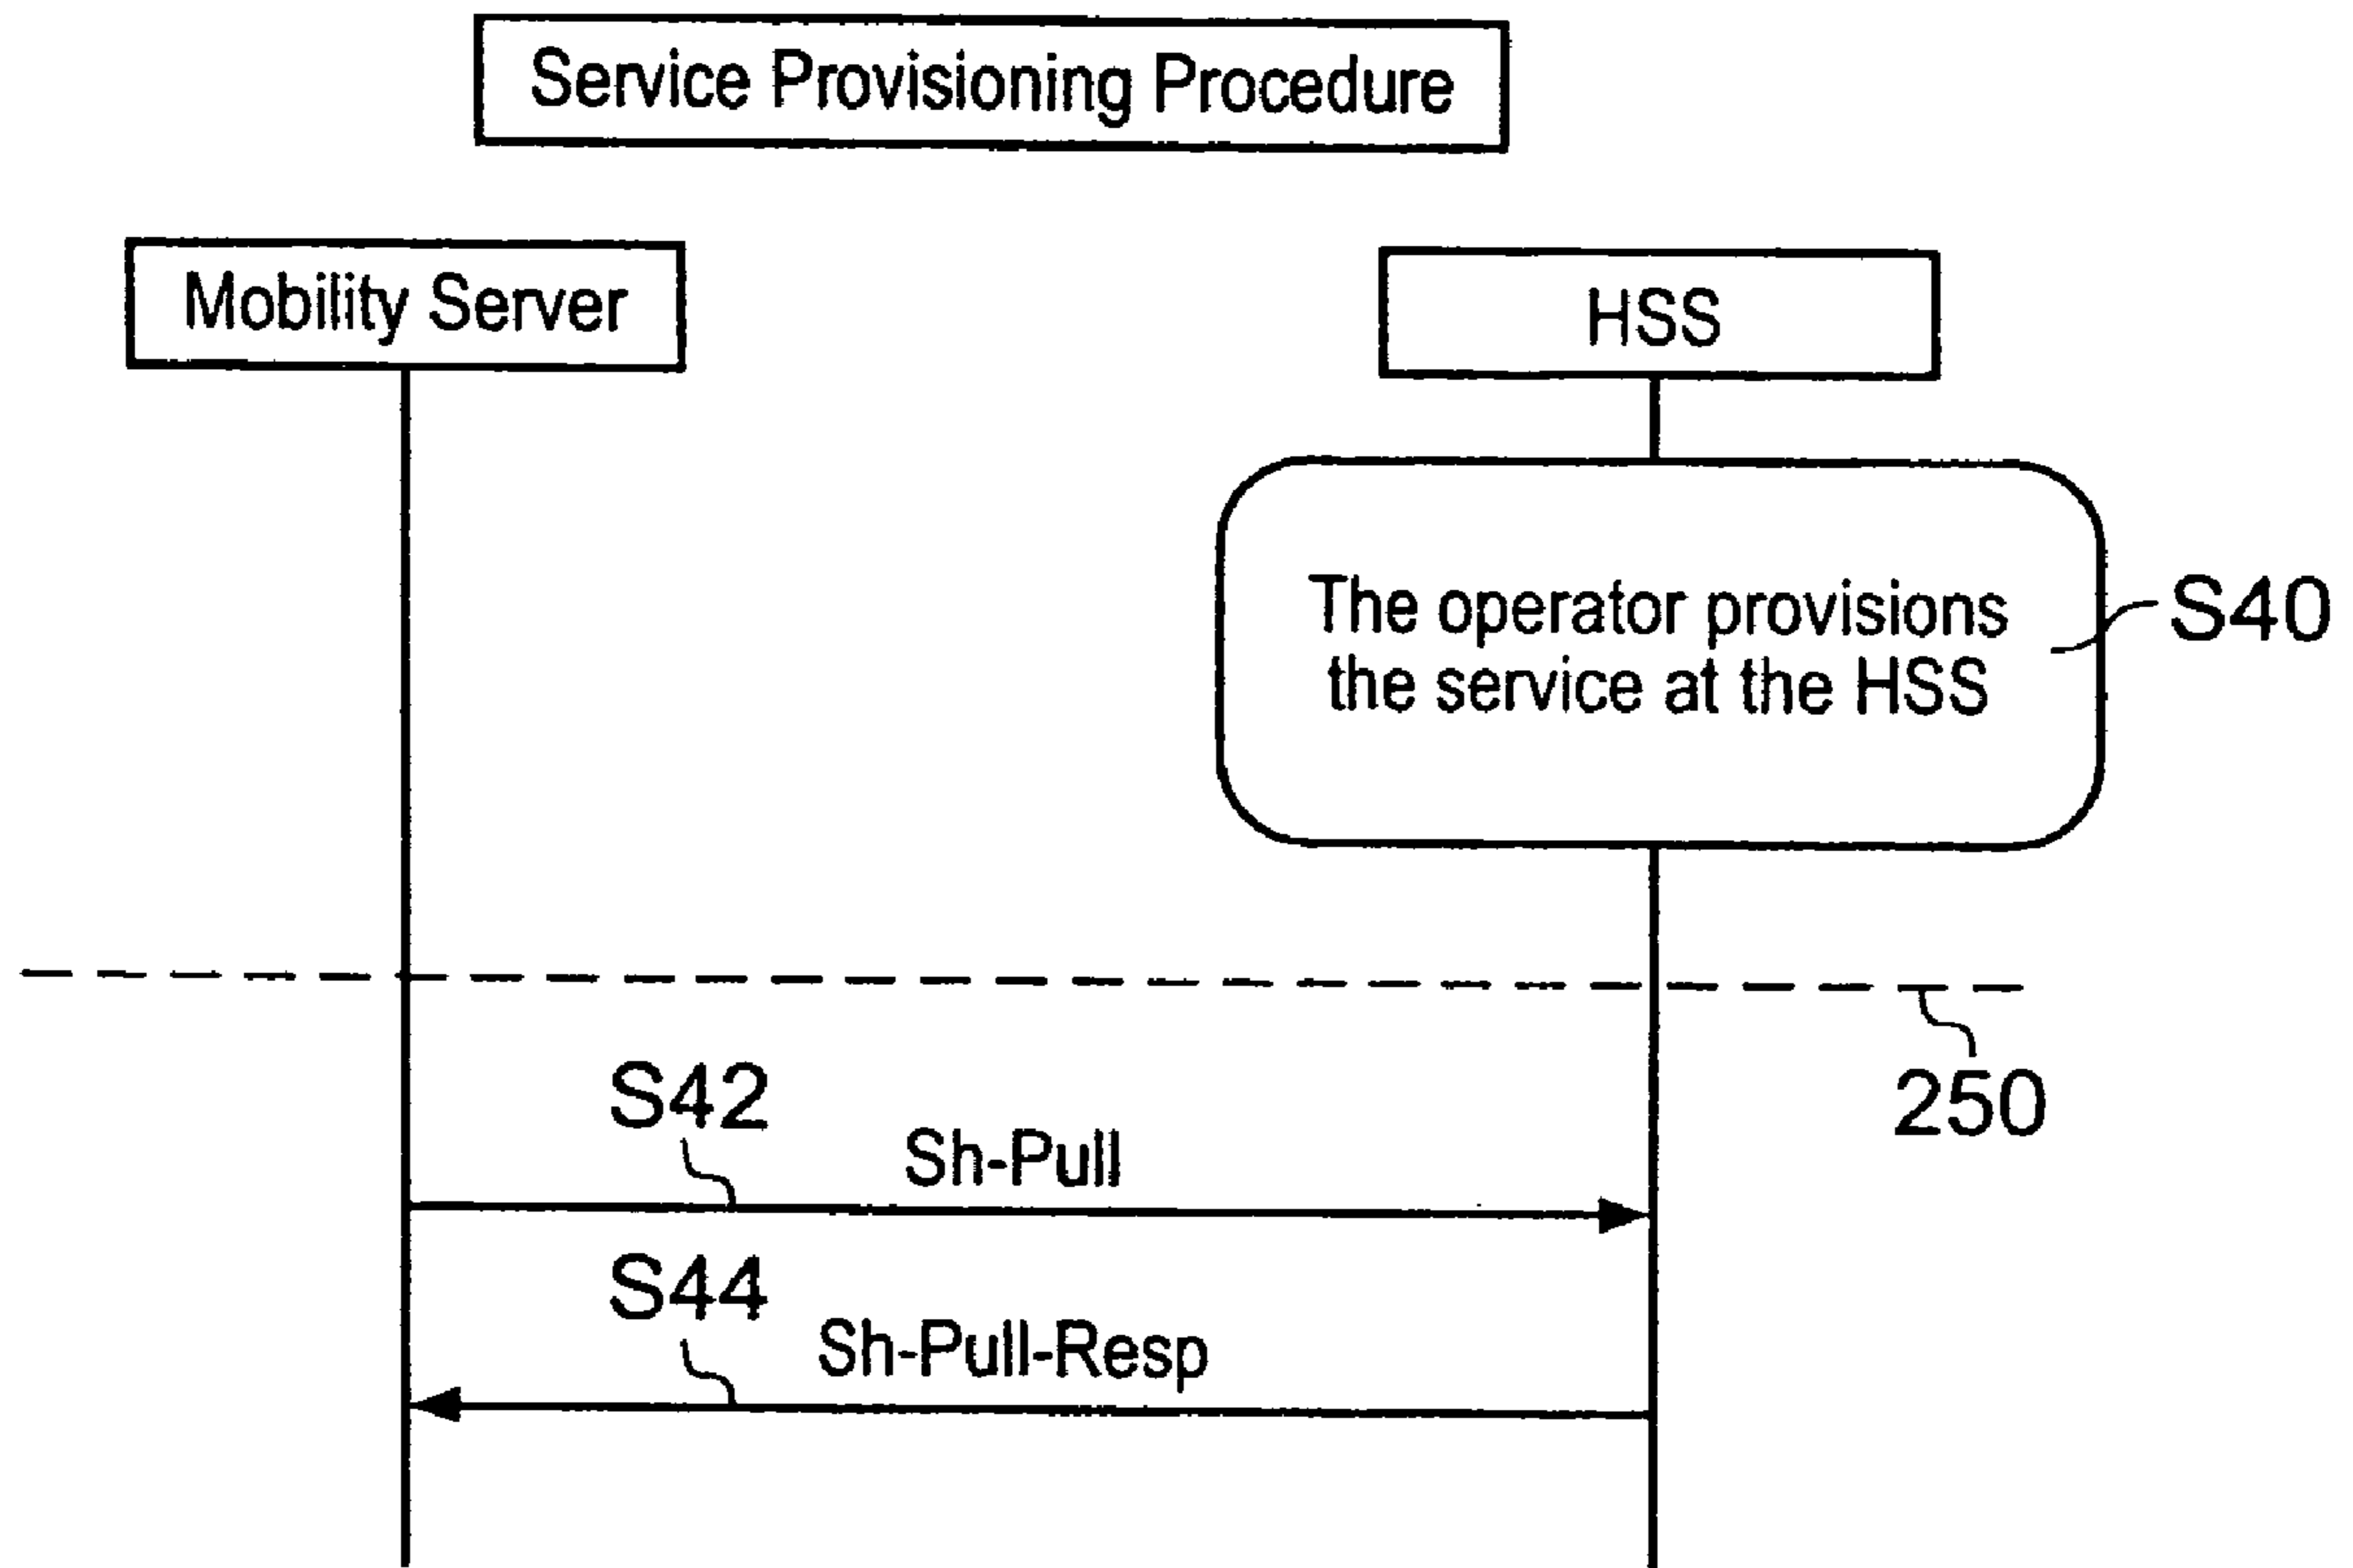 Service Provisioning Procedure
Mobility Server
HSS
The operator provisions
the service at the HSS
S40
250
S42
Sh-Pull
S44
Sh-Pull-Resp